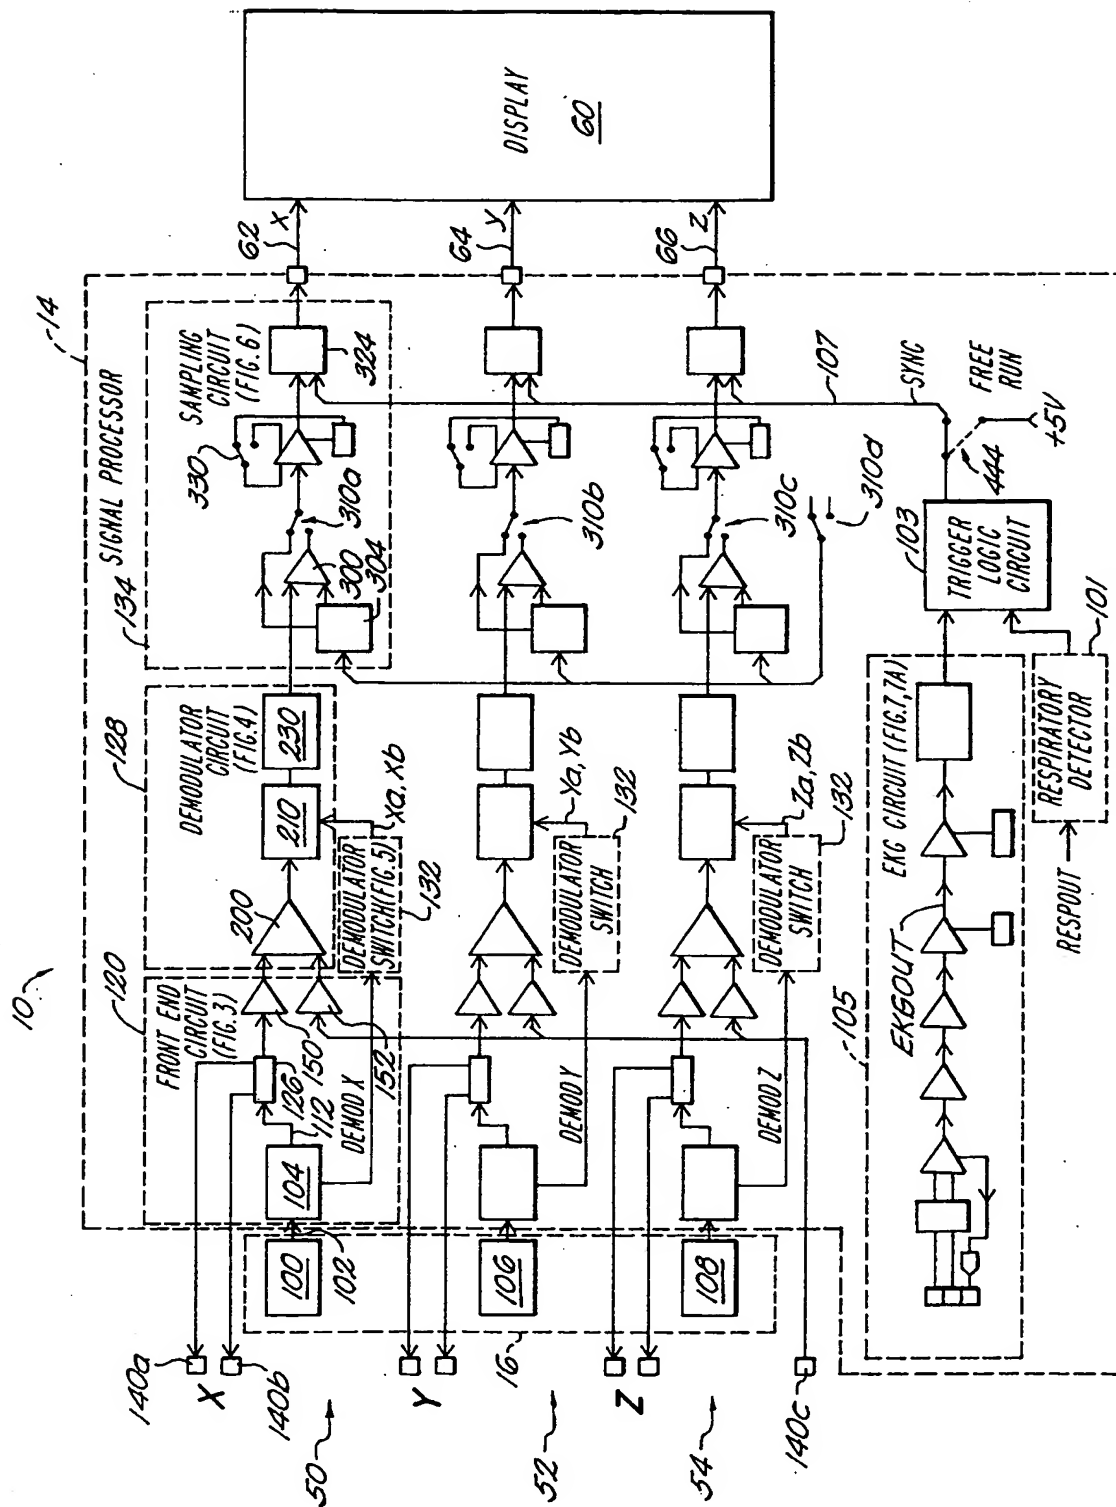 10
14
SIGNAL PROCESSOR
120
FRONT END
CIRCUIT
(FIG.3)
128
DEMODULATOR
CIRCUIT
(FIG.4)
134
SAMPLING
CIRCUIT
(FIG.6)
62
X
64
Y
66
Z
DISPLAY
60
140a
X
140b
50
100
102
104
112
126
150
152
DEMOD X
200
210
230
Xa, Xb
DEMODULATOR
SWITCH(FIG.5)
132
300
304
310a
330
324
Y
52
16
106
DEMOD Y
Ya, Yb
DEMODULATOR
SWITCH
132
310b
Z
54
140c
108
DEMOD Z
Za, Zb
DEMODULATOR
SWITCH
132
310c
310d
107
SYNC
FREE
RUN
+5V
444
103
TRIGGER
LOGIC
CIRCUIT
105
EKGOUT
EKG CIRCUIT (FIG.7,7A)
RESPOUT
RESPIRATORY
DETECTOR
101